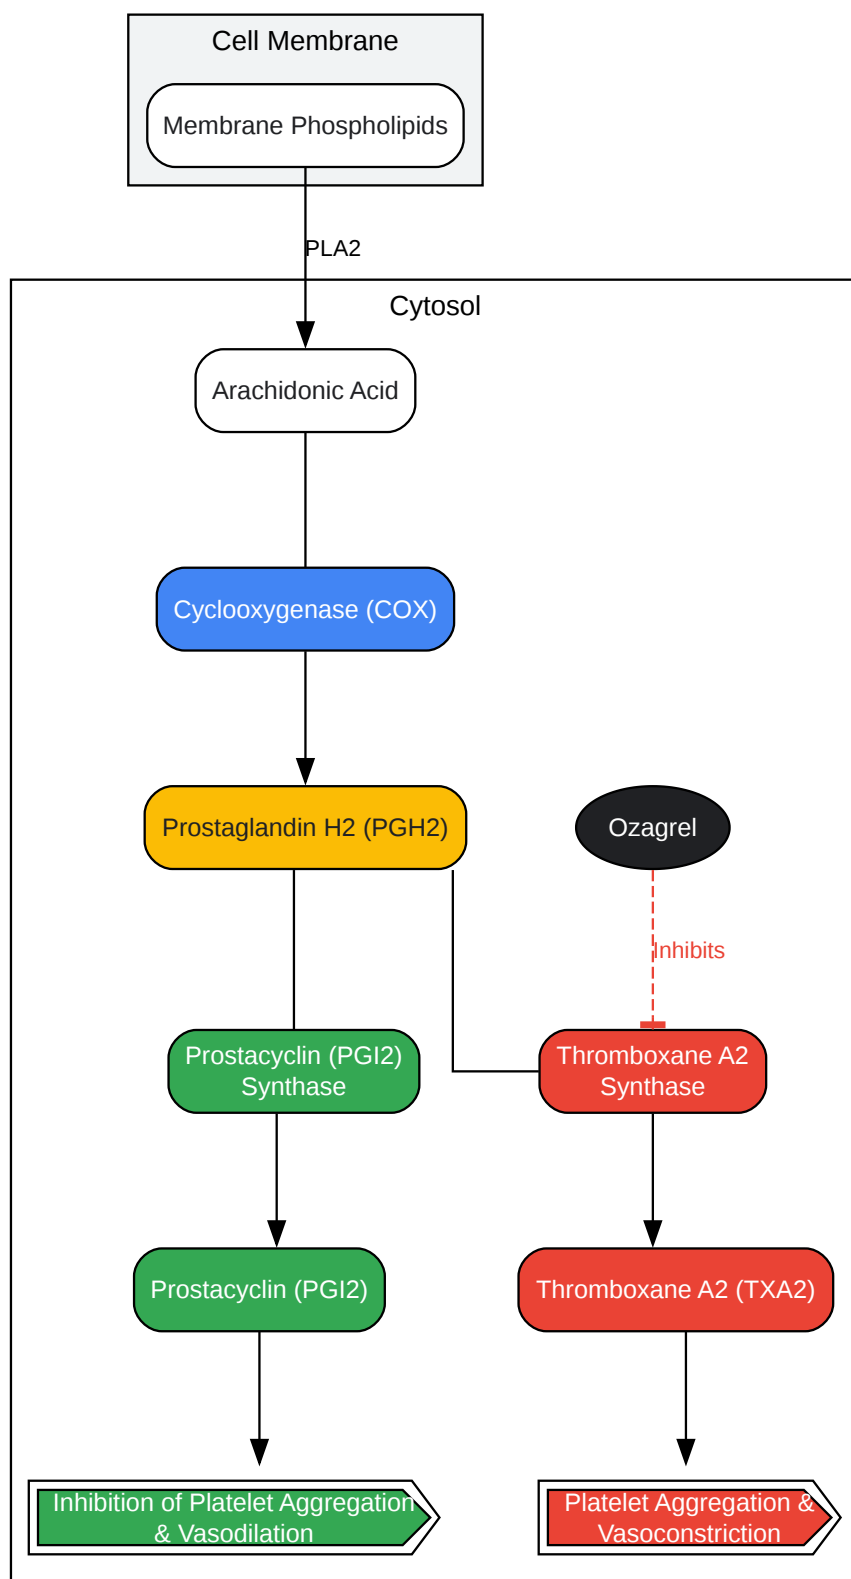 Cell Membrane
Membrane Phospholipids
PLA2
Cytosol
Arachidonic Acid
Cyclooxygenase (COX)
Prostaglandin H2 (PGH2)
Ozagrel
Inhibits
Prostacyclin (PGI2)
Synthase
Thromboxane A2
Synthase
Prostacyclin (PGI2)
Thromboxane A2 (TXA2)
Inhibition of Platelet Aggregation
& Vasodilation
Platelet Aggregation &
Vasoconstriction